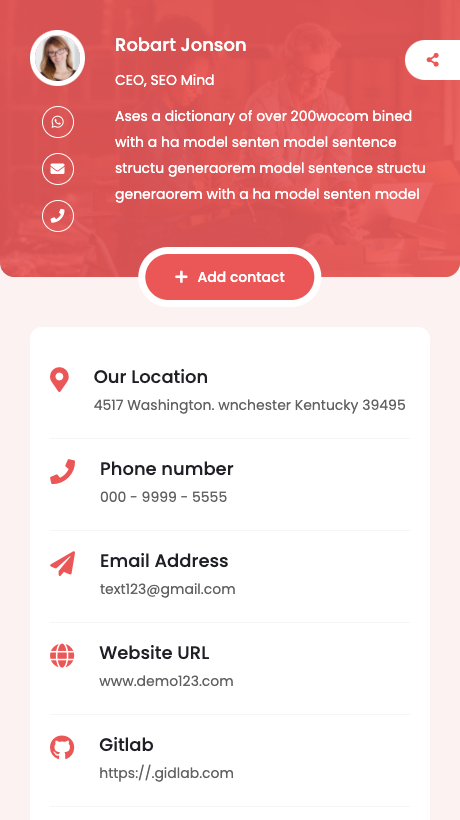 Robart Jonson
CEO, SEO Mind
Ases a dictionary of over 200wocom bined
with a ha model senten model sentence
structu generaorem model sentence structu
generaorem with a ha model senten model
Add contact
Our Location
4517 Washington. wnchester Kentucky 39495
Phone number
000 - 9999 - 5555
Email Address
text123@gmail.com
Website URL
www.demo123.com
Gitlab
https://.gidlab.com